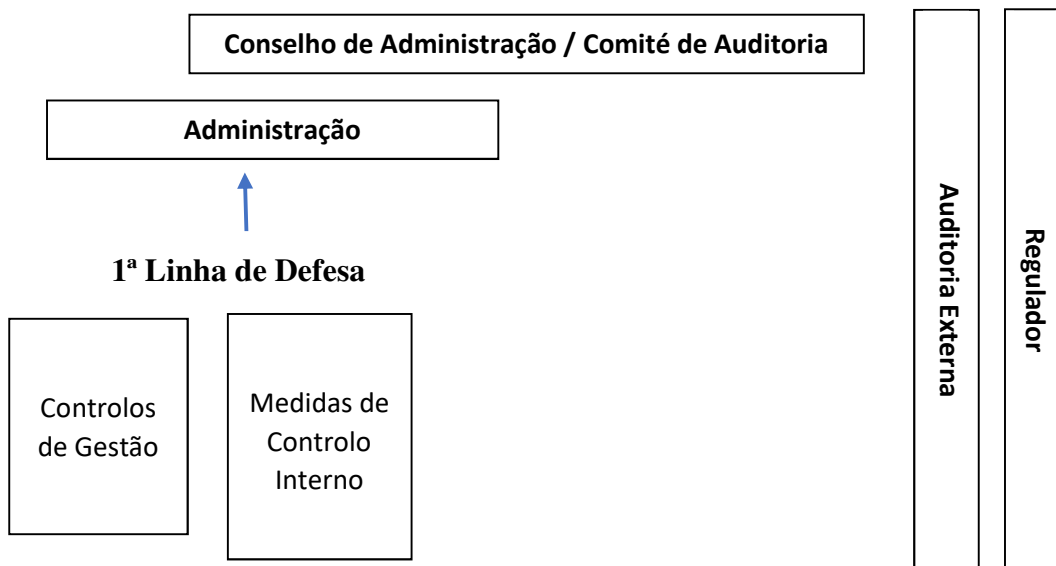 Conselho de Administração / Comité de Auditoria
Administração
1ª Linha de Defesa
Controlos
de Gestão
Medidas de
Controlo
Interno
Auditoria Externa
Regulador